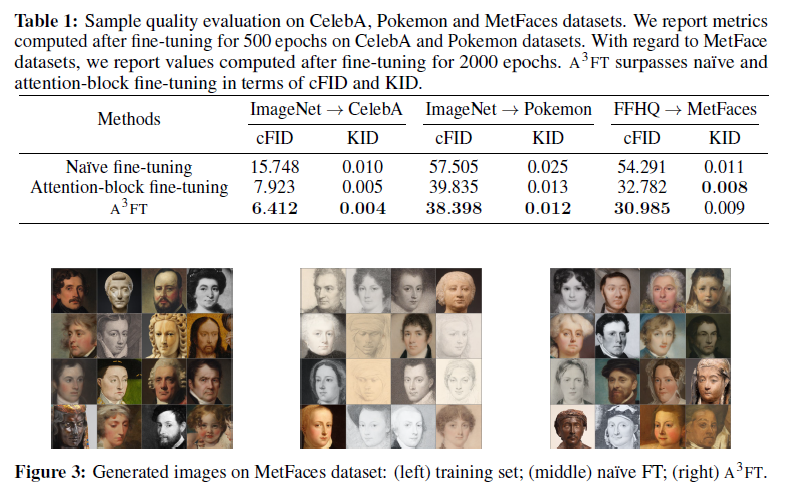 Table 1: Sample quality evaluation on CelebA, Pokemon and MetFaces datasets. We report metrics
computed after fine-tuning for 500 epochs on CelebA and Pokemon datasets. With regard to MetFace
datasets, we report values computed after fine-tuning for 2000 epochs. A³FT surpasses naïve and
attention-block fine-tuning in terms of cFID and KID.
Methods ImageNet → CelebA ImageNet → Pokemon FFHQ → MetFaces
cFID KID cFID KID cFID KID
Naïve fine-tuning 15.748 0.010 57.505 0.025 54.291 0.011
Attention-block fine-tuning 7.923 0.005 39.835 0.013 32.782 0.008
A³FT 6.412 0.004 38.398 0.012 30.985 0.009
Figure 3: Generated images on MetFaces dataset: (left) training set; (middle) naïve FT; (right) A³FT.